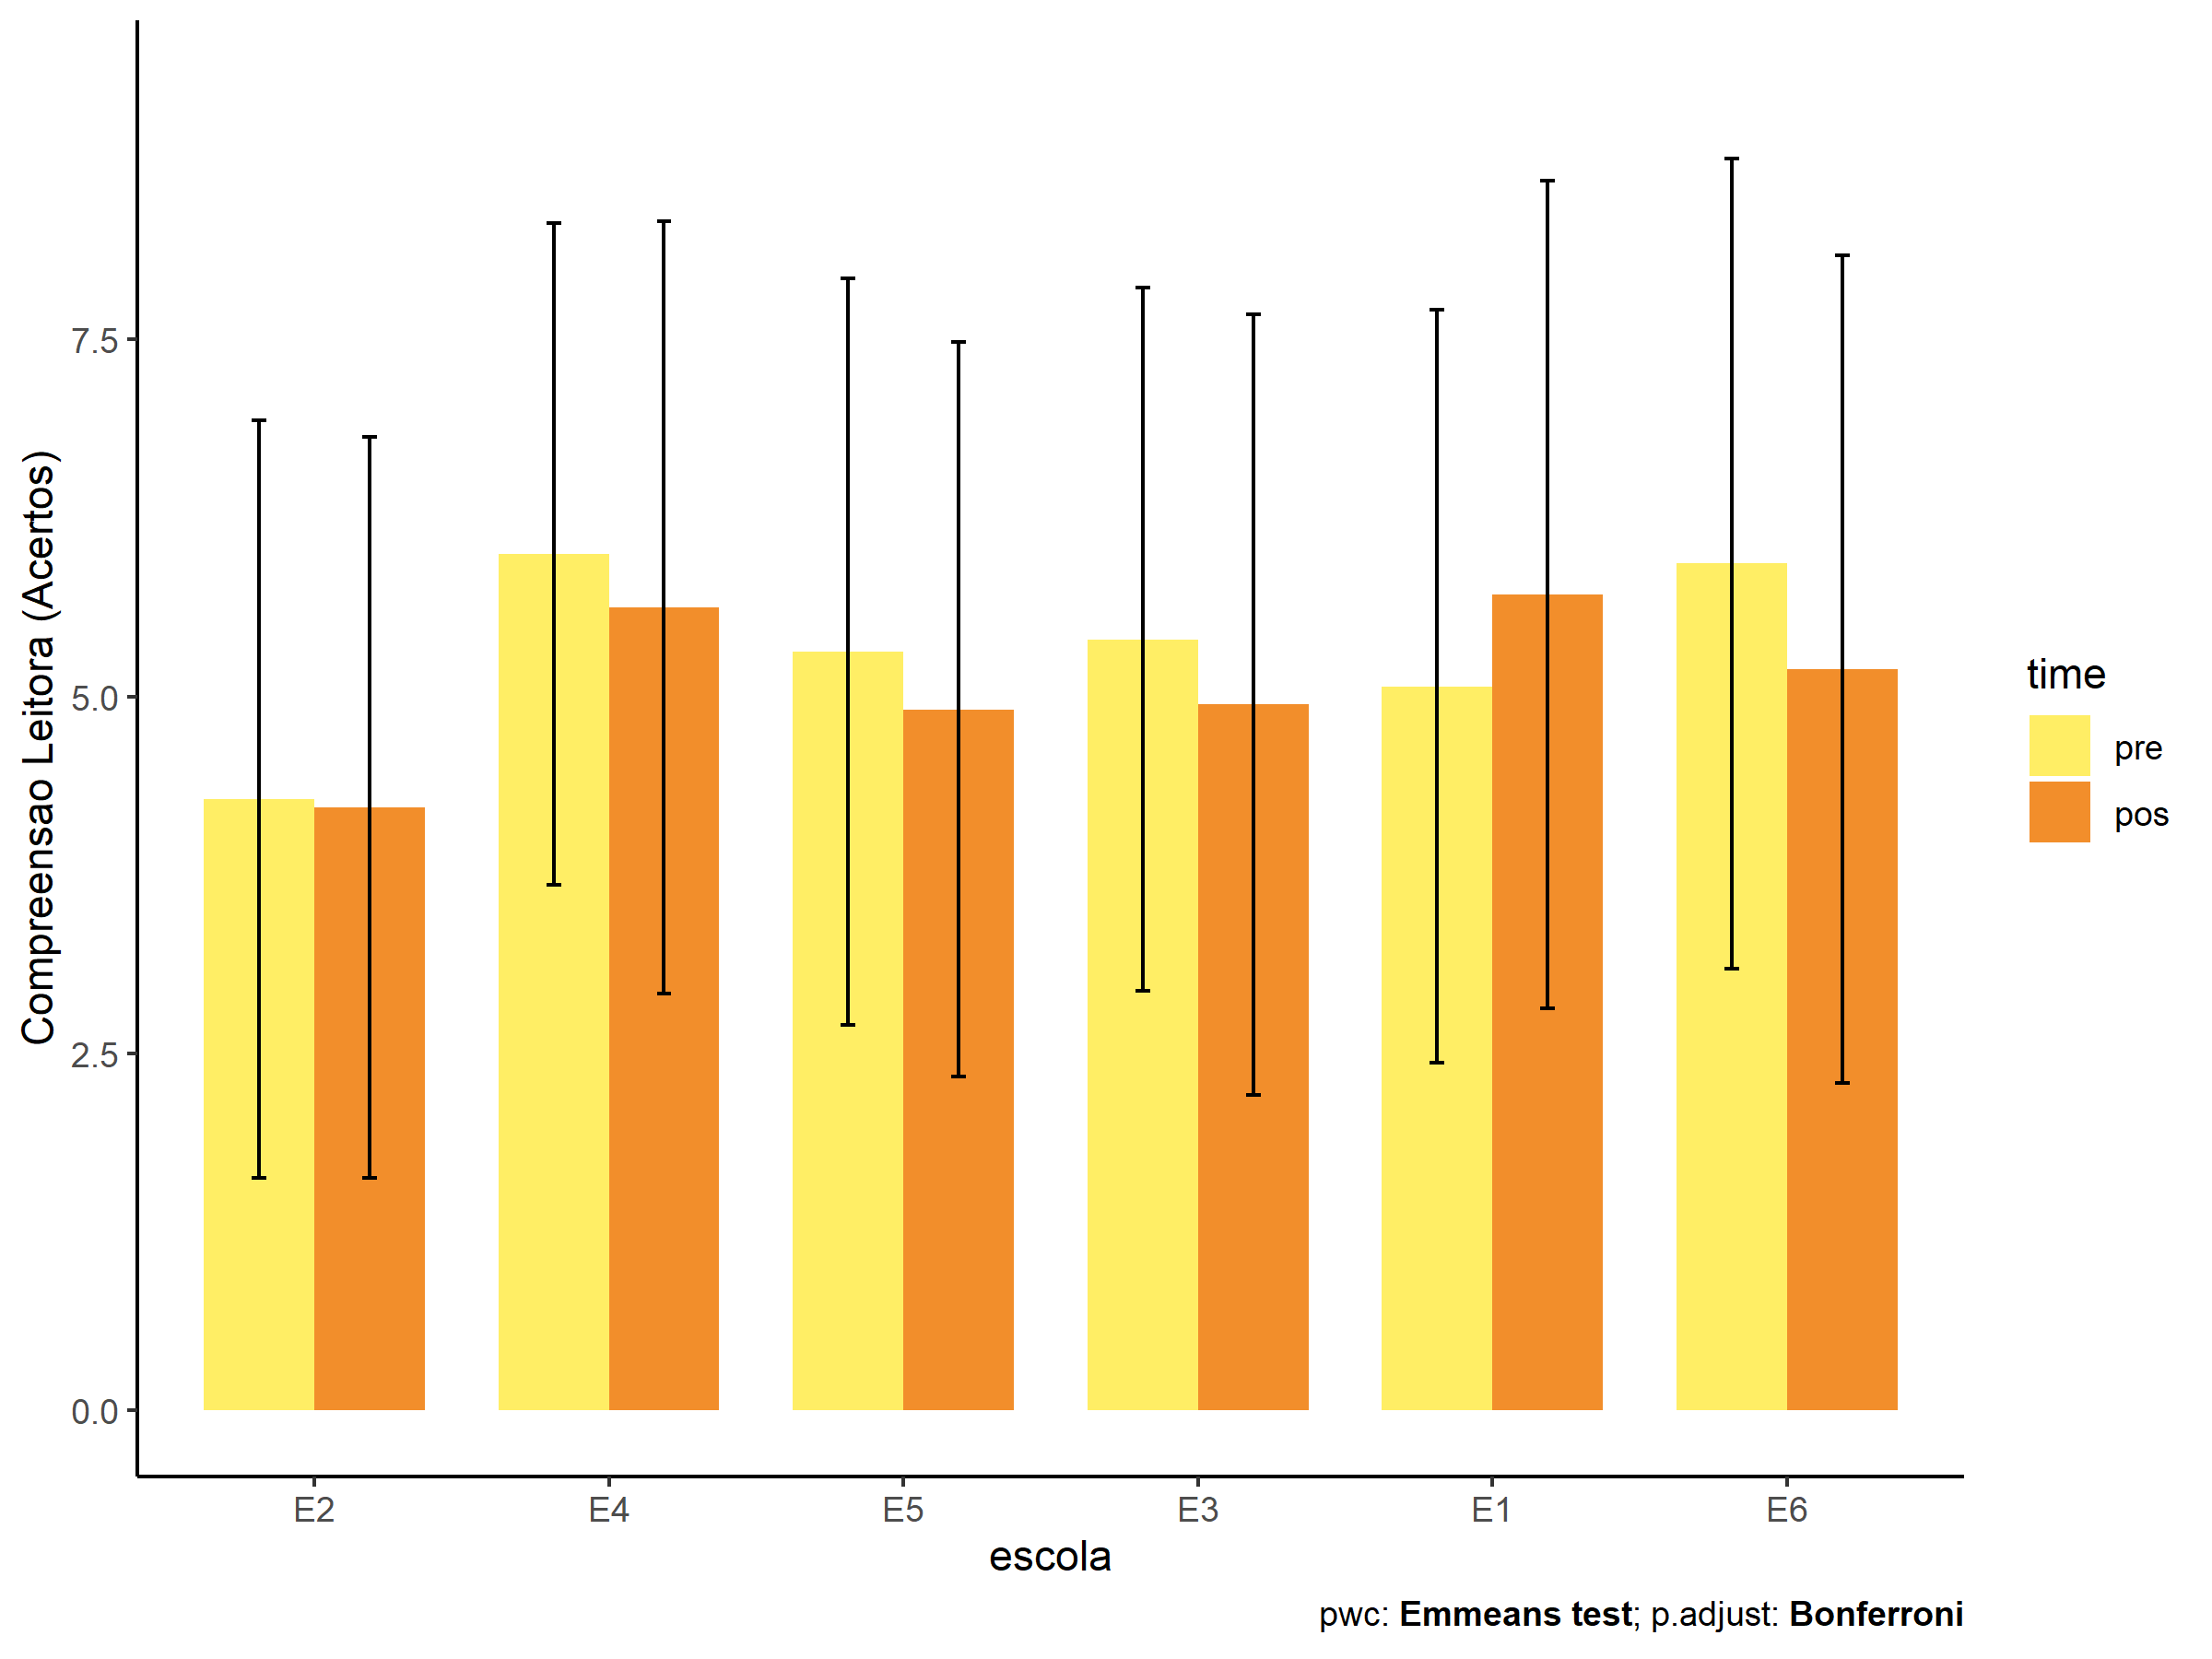 Compreensao Leitora (Acertos)
7.5
5.0
2.5
0.0
E2 E4 E5 E3 E1 E6
escola
time
pre
pos
pwc: Emmeans test; p.adjust: Bonferroni